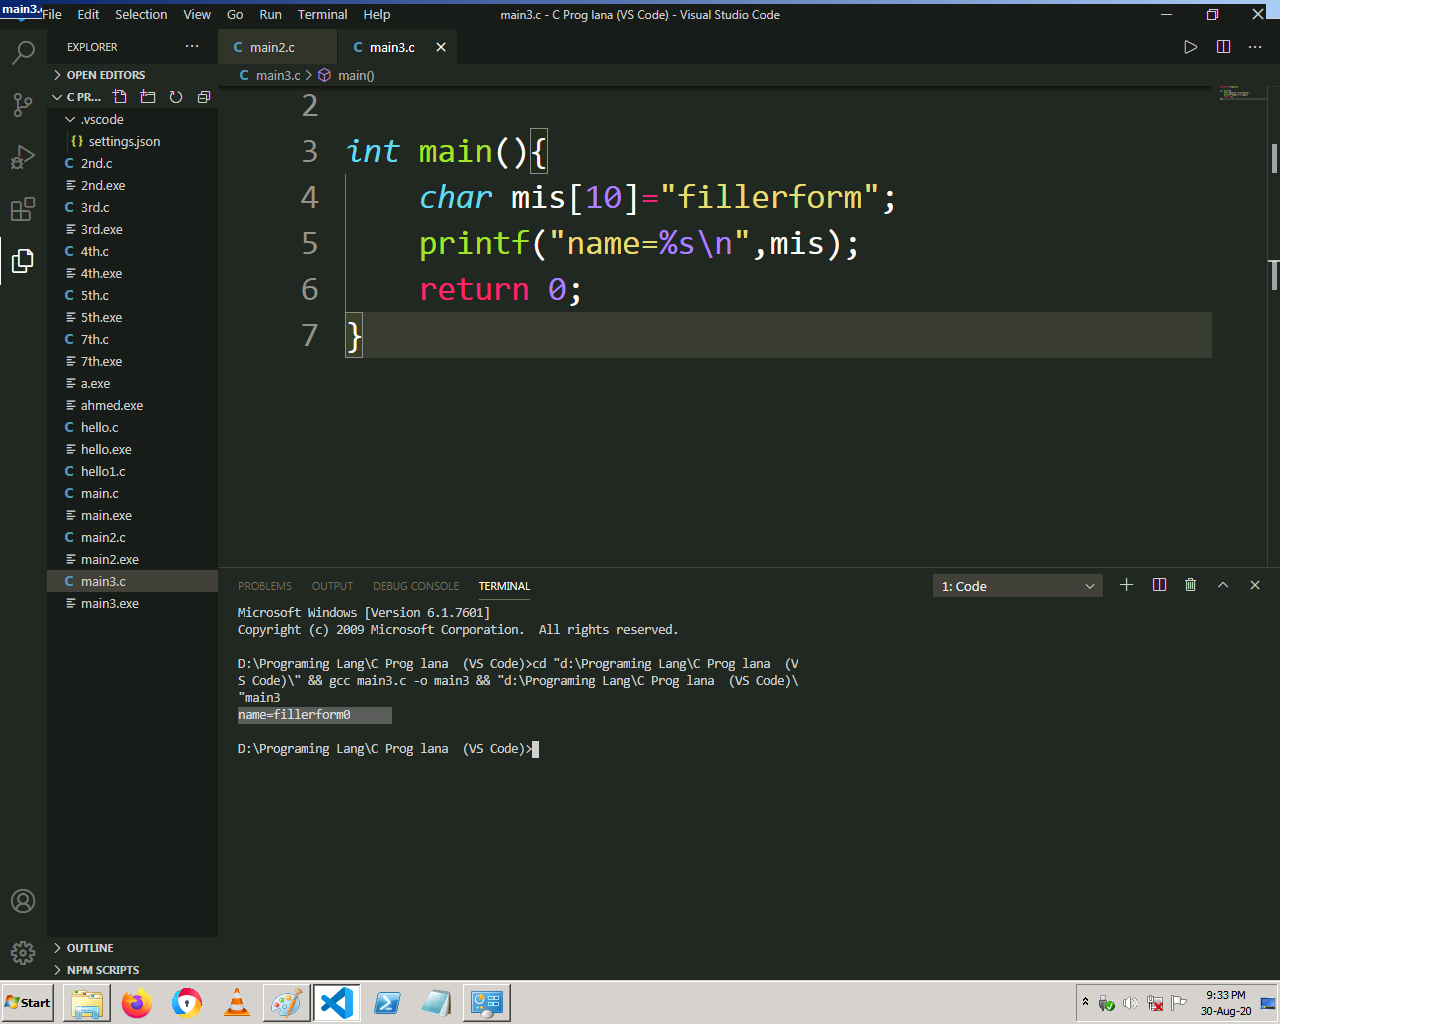 main3.c
File Edit Selection View Go Run Terminal Help
main3.c - C Prog lana (VS Code) - Visual Studio Code
EXPLORER
C main2.c
C main3.c
OPEN EDITORS
C main3.c > main()
C PR...
.vscode
{} settings.json
C 2nd.c
2nd.exe
C 3rd.c
3rd.exe
C 4th.c
4th.exe
C 5th.c
5th.exe
C 7th.c
7th.exe
a.exe
ahmed.exe
C hello.c
hello.exe
C hello1.c
C main.c
main.exe
C main2.c
main2.exe
C main3.c
main3.exe
OUTLINE
NPM SCRIPTS
2
3 int main(){
4 char mis[10]="fillerform";
5 printf("name=%s\n",mis);
6 return 0;
7 }
PROBLEMS OUTPUT DEBUG CONSOLE TERMINAL
1: Code
Microsoft Windows [Version 6.1.7601]
Copyright (c) 2009 Microsoft Corporation.  All rights reserved.
D:\Programing Lang\C Prog lana  (VS Code)>cd "d:\Programing Lang\C Prog lana  (V
S Code)\" && gcc main3.c -o main3 && "d:\Programing Lang\C Prog lana  (VS Code)\
"main3
name=fillerform0
D:\Programing Lang\C Prog lana  (VS Code)>
Start
9:33 PM
30-Aug-20